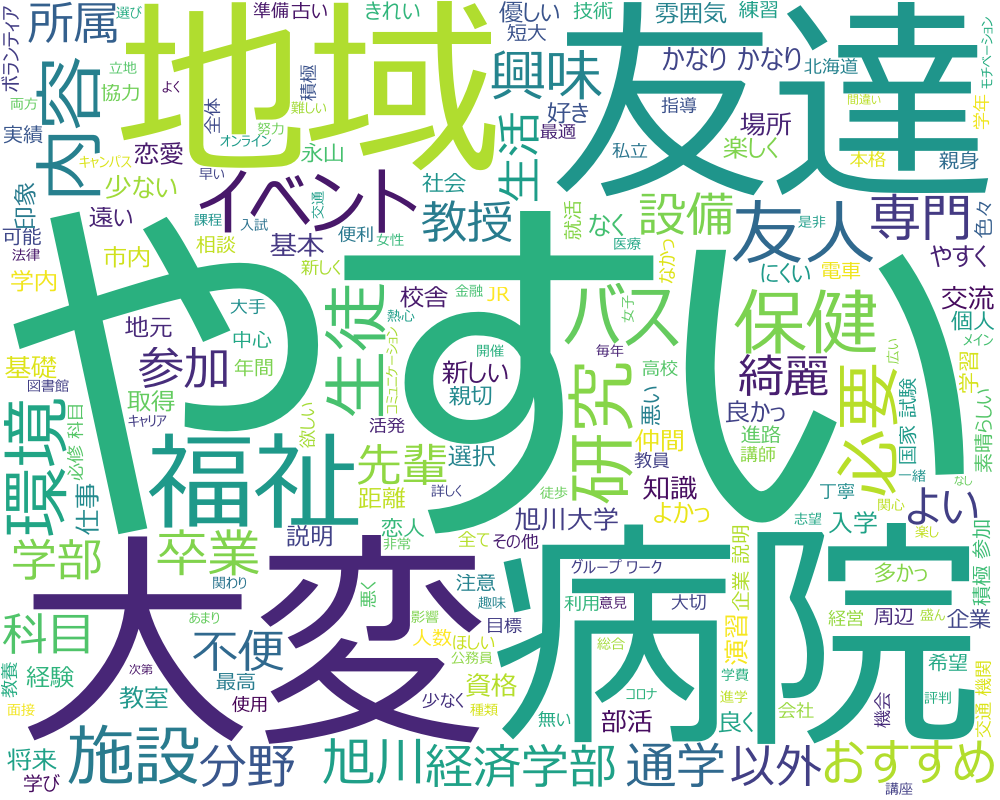 ボランティア
所属
準備
古い
きれい
優しい
短大
技術
雰囲気
練習
友達
地域
選び
立地
両方
協力
よく
全体
積極
難しい
努力
オンライン
興味
好き
最適
かなり かなり
指導
北海道
モチベーション
学年
間違い
内容
実績
キャンパス
恋愛
早い
永山
生活
私立
場所
楽しく
本格
親身
少ない
印象
遠い
可能
法律
イベント
課程
入試
交通
社会
教授
設備
就活
なく
友人
専門
是非
色々
やすく
市内
相談
基本
便利
女性
医療
なかっ
にくい
電車
学内
新しく
やすい
大手
地元
中心
生徒
校舎
金融
JR
熱心
バス
女子
保健
交流
個人
メイン
広い
基礎
図書館
参加
年間
コミュニケーション
新しい
開催
毎年
高校
綺麗
学習
取得
キャリア
欲しい
親切
活発
研究
悪い
良かっ
必要
国家 試験
素晴らしい
環境
必修 科目
福祉
先輩
選択
仲間
教員
進路
講師
一緒
なし
仕事
距離
詳しく
徒歩
知識
丁寧
関心
恋人
非常
旭川大学
よかっ
志望
入学
よい
楽し
学部
卒業
説明
全て
その他
大変
病院
関わり
悪く
注意
グループ ワーク
企業 説明
多かっ
積極 参加
科目
あまり
影響
趣味
利用
意見
大切
演習
経営
周辺
盛ん
企業
不便
人数
ほしい
目標
公務員
総合
教養
経験
次第
最高
資格
コロナ
学費
希望
面接
教室
使用
少なく
種類
無い
部活
進学
良く
会社
機会
評判
交通 機関
将来
学び
施設
分野
旭川
経済学部
通学
以外
おすすめ
講座